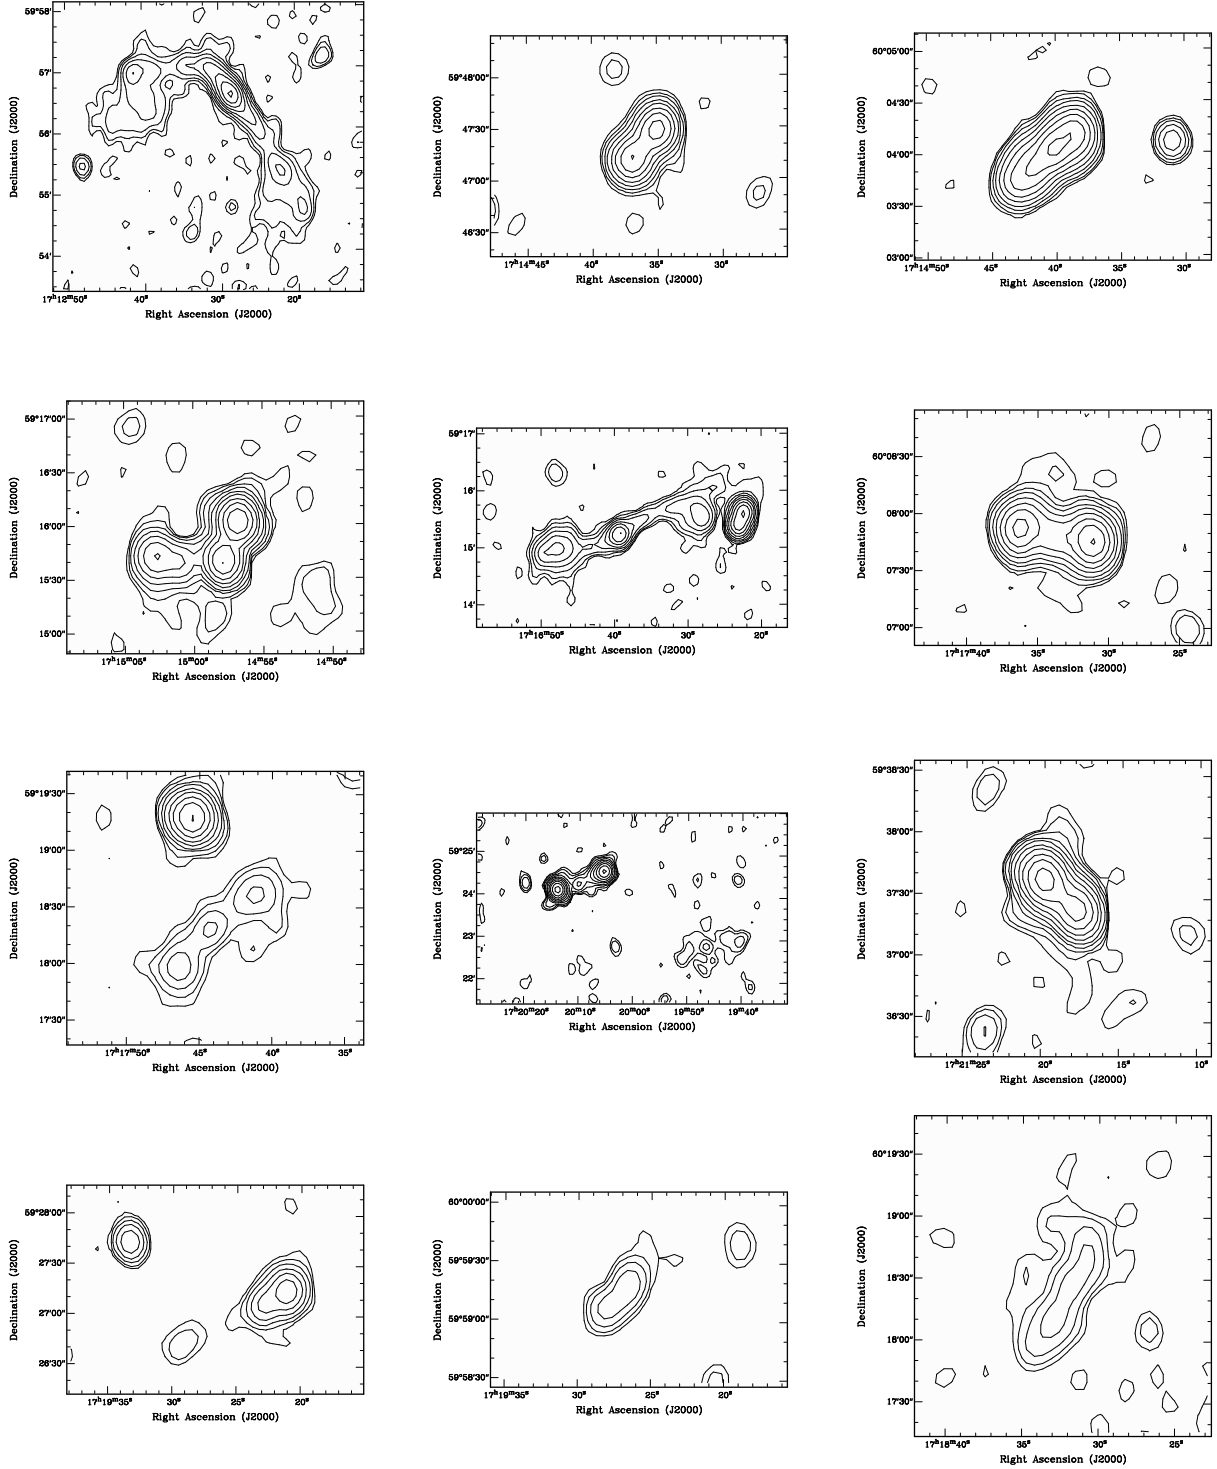 59°58'
57'
56'
55'
54'
Declination (J2000)
17ʰ12ᵐ50ˢ
40ˢ
30ˢ
20ˢ
Right Ascension (J2000)
59°48'00"
47'30"
47'00"
46'30"
Declination (J2000)
17ʰ14ᵐ45ˢ
40ˢ
35ˢ
30ˢ
Right Ascension (J2000)
60°05'00"
04'30"
04'00"
03'30"
03'00"
Declination (J2000)
17ʰ14ᵐ50ˢ
45ˢ
40ˢ
35ˢ
30ˢ
Right Ascension (J2000)
59°17'00"
16'30"
16'00"
15'30"
15'00"
Declination (J2000)
17ʰ15ᵐ05ˢ
15ᵐ00ˢ
14ᵐ55ˢ
14ᵐ50ˢ
Right Ascension (J2000)
59°17'
16'
15'
14'
Declination (J2000)
17ʰ16ᵐ50ˢ
40ˢ
30ˢ
20ˢ
Right Ascension (J2000)
60°08'30"
08'00"
07'30"
07'00"
Declination (J2000)
17ʰ17ᵐ40ˢ
35ˢ
30ˢ
25ˢ
Right Ascension (J2000)
59°19'30"
19'00"
18'30"
18'00"
17'30"
Declination (J2000)
17ʰ17ᵐ50ˢ
45ˢ
40ˢ
35ˢ
Right Ascension (J2000)
59°25'
24'
23'
22'
Declination (J2000)
17ʰ20ᵐ20ˢ
20ᵐ10ˢ
20ᵐ00ˢ
19ᵐ50ˢ
19ᵐ40ˢ
Right Ascension (J2000)
59°38'30"
38'00"
37'30"
37'00"
36'30"
Declination (J2000)
17ʰ21ᵐ25ˢ
20ˢ
15ˢ
10ˢ
Right Ascension (J2000)
59°28'00"
27'30"
27'00"
26'30"
Declination (J2000)
17ʰ19ᵐ35ˢ
30ˢ
25ˢ
20ˢ
Right Ascension (J2000)
60°00'00"
59°59'30"
59°59'00"
59°58'30"
Declination (J2000)
17ʰ19ᵐ35ˢ
30ˢ
25ˢ
20ˢ
Right Ascension (J2000)
60°19'30"
19'00"
18'30"
18'00"
17'30"
Declination (J2000)
17ʰ18ᵐ40ˢ
35ˢ
30ˢ
25ˢ
Right Ascension (J2000)